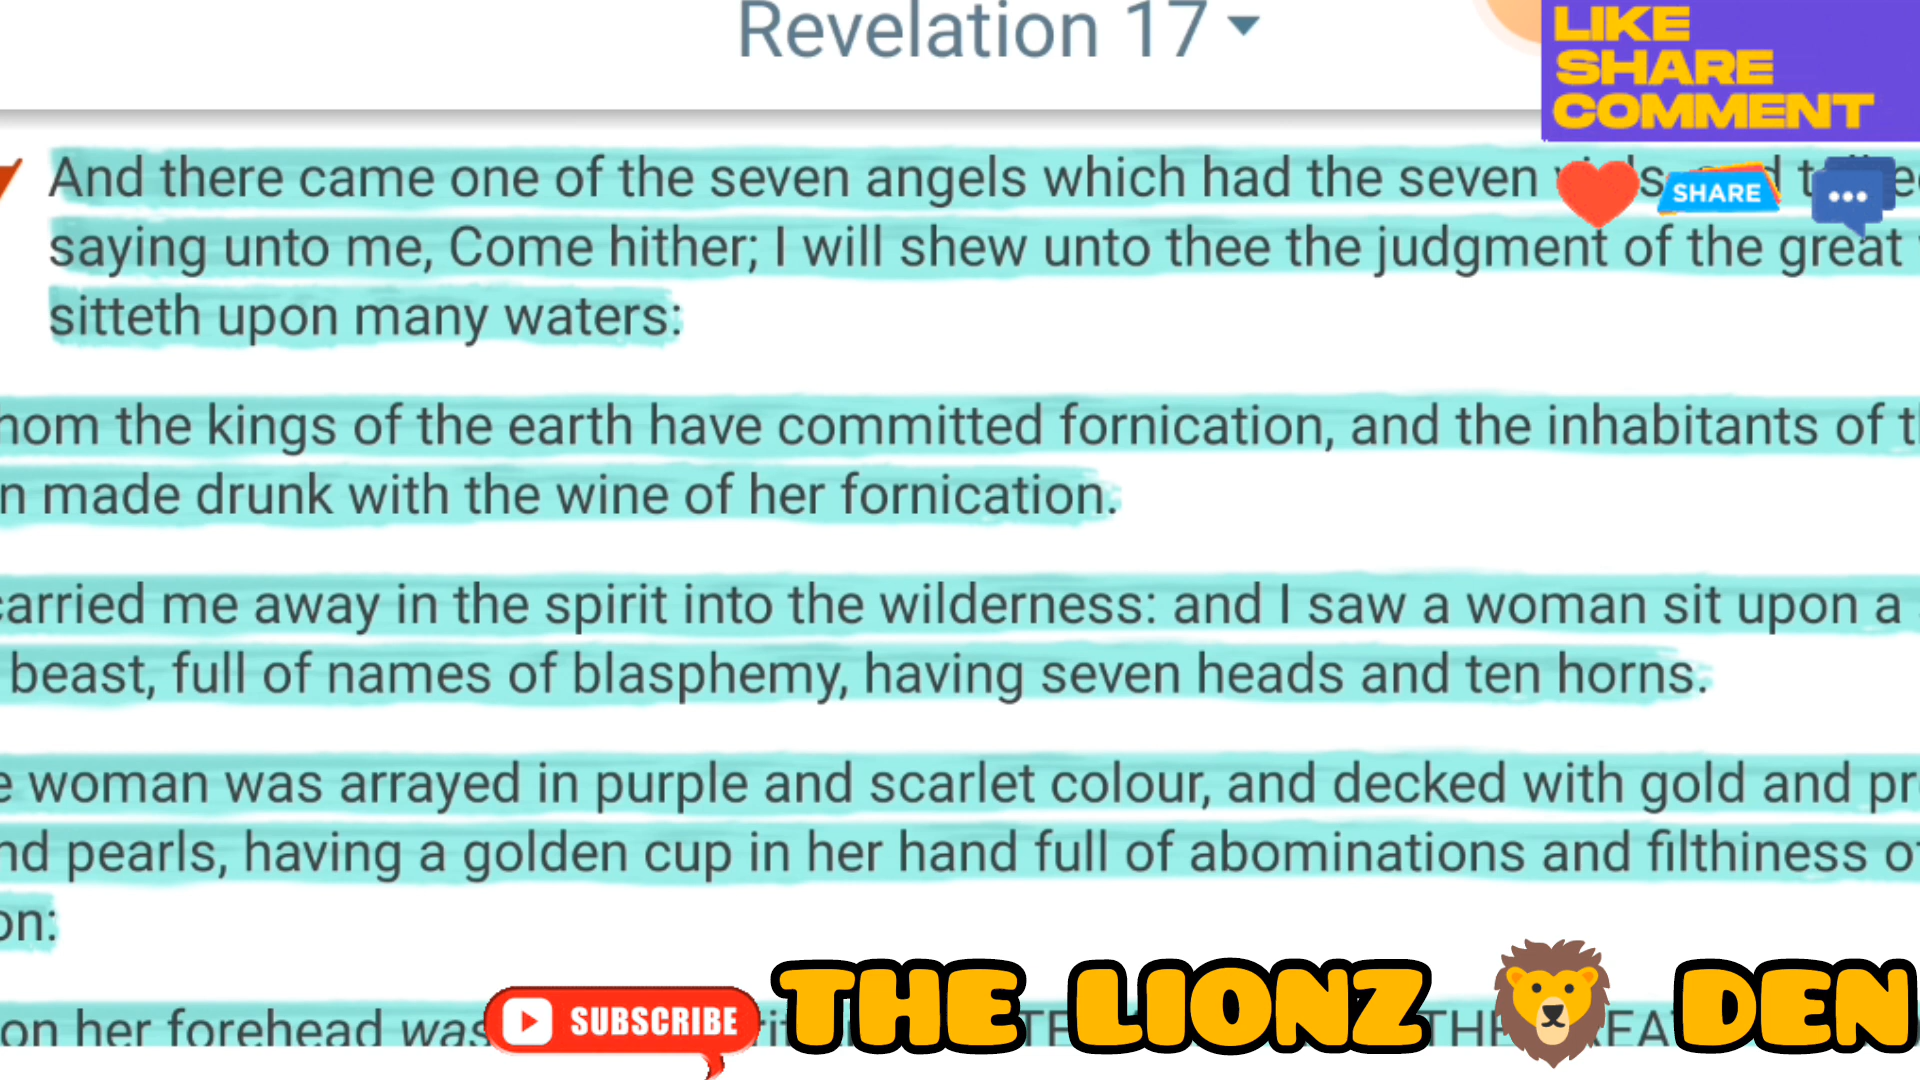 Revelation 17
LIKE
SHARE
COMMENT
And there came one of the seven angels which had the seven
SHARE
saying unto me, Come hither; I will shew unto thee the judgment of the great
sitteth upon many waters:
the kings of the earth have committed fornication, and the inhabitants of
made drunk with the wine of her fornication.
carried me away in the spirit into the wilderness: and I saw a woman sit upon a
beast, full of names of blasphemy, having seven heads and ten horns.
woman was arrayed in purple and scarlet colour, and decked with gold and
pearls, having a golden cup in her hand full of abominations and filthiness
on her forehead was
SUBSCRIBE
THE LIONZ DEN